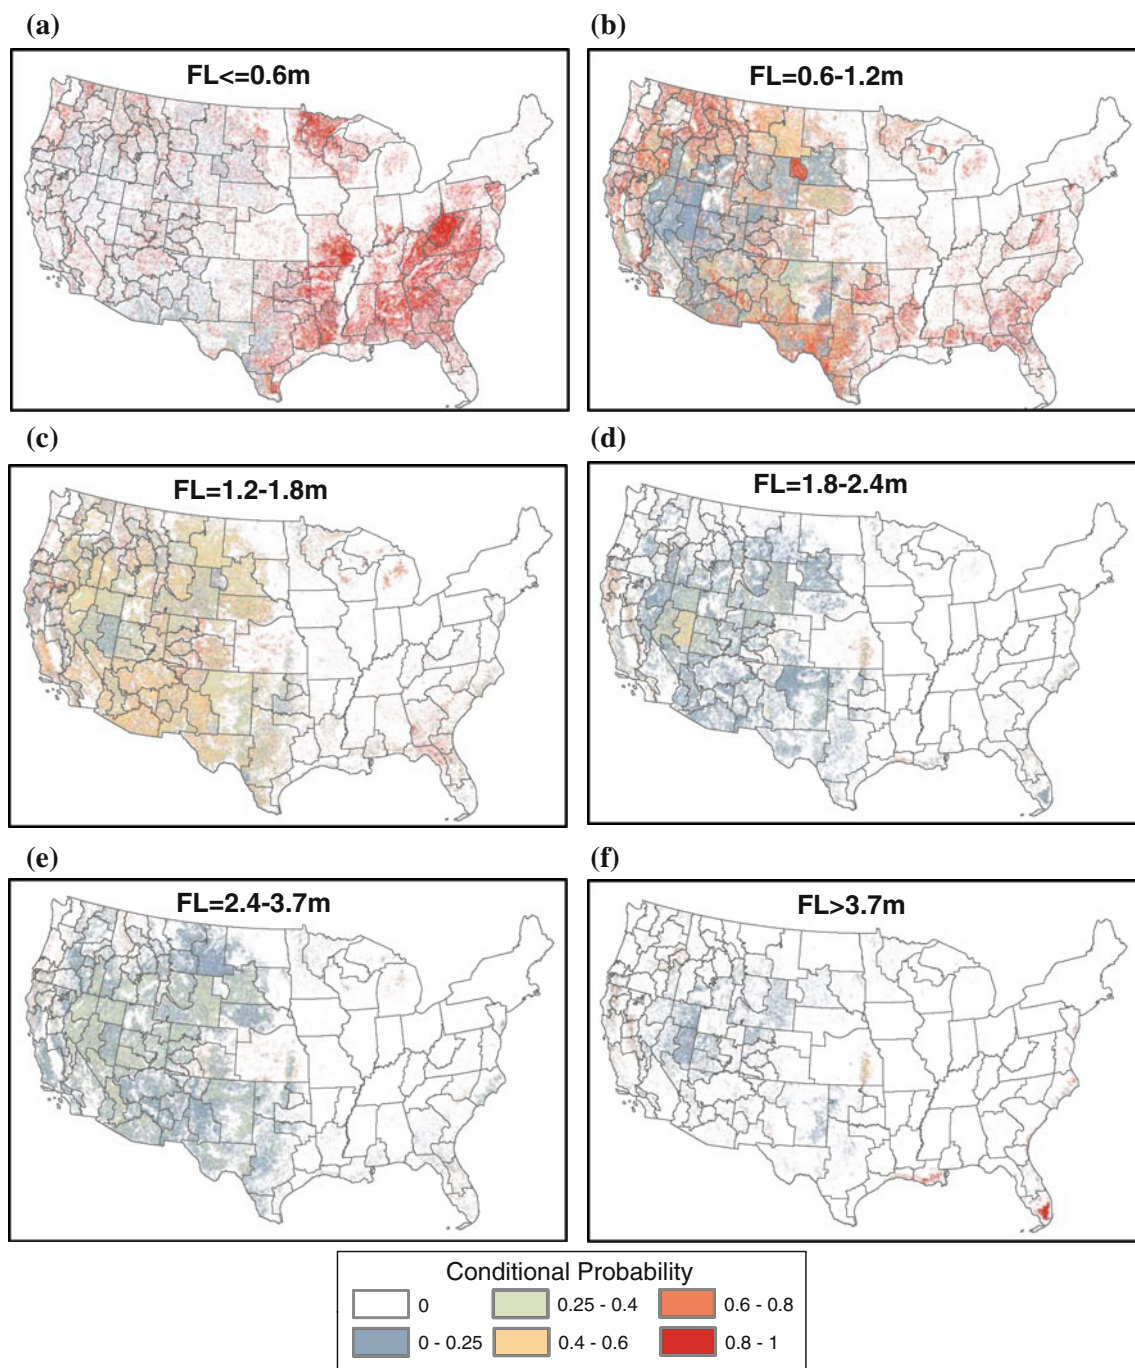 (a)
(b)
FL<=0.6m
FL=0.6-1.2m
(c)
(d)
FL=1.2-1.8m
FL=1.8-2.4m
(e)
(f)
FL=2.4-3.7m
FL>3.7m
Conditional Probability
0
0.25 - 0.4
0.6 - 0.8
0 - 0.25
0.4 - 0.6
0.8 - 1